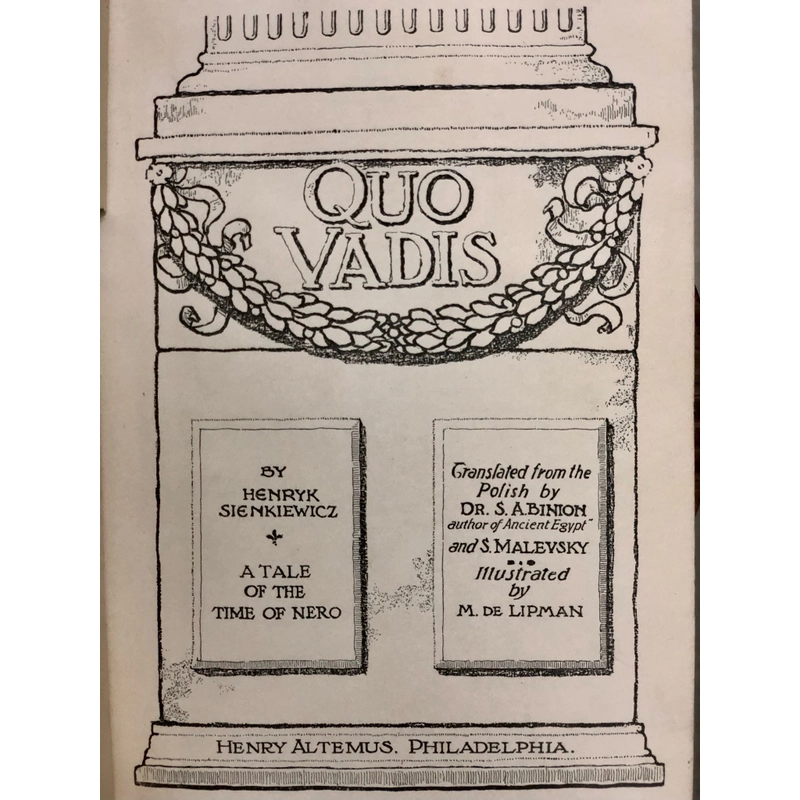 QUO
VADIS
BY
HENRYK
SIENKIEWICZ
A TALE
OF THE
TIME OF NERO
Translated from the
Polish by
DR. S. A. BINION
author of Ancient Egypt"
and S. MALEVSKY
Illustrated
by
M. DE LIPMAN
HENRY ALTEMUS. PHILADELPHIA.